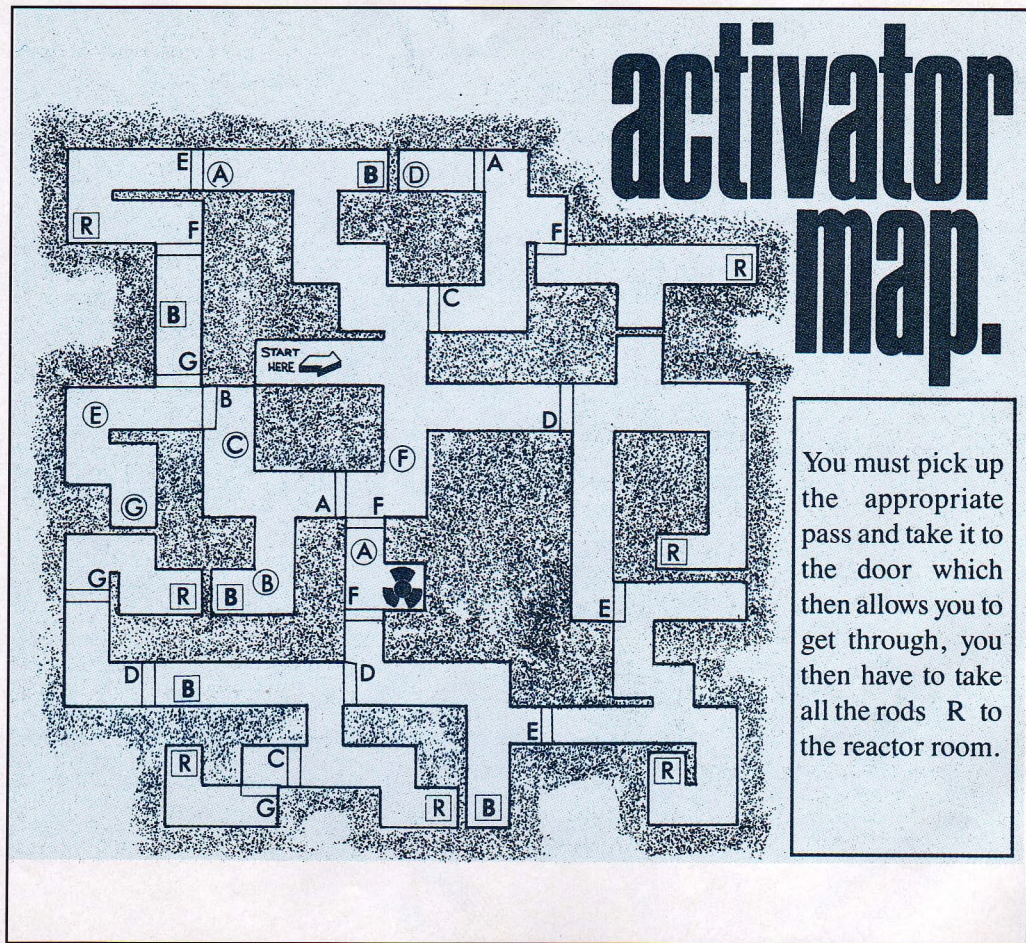 activator
map.
E A B D A
R F F R
B C
START
HERE
G
E B D
C F
G A F
A R
G R B B F E
D B D
E
R C R
G R B
You must pick up
the appropriate
pass and take it to
the door which
then allows you to
get through, you
then have to take
all the rods R to
the reactor room.